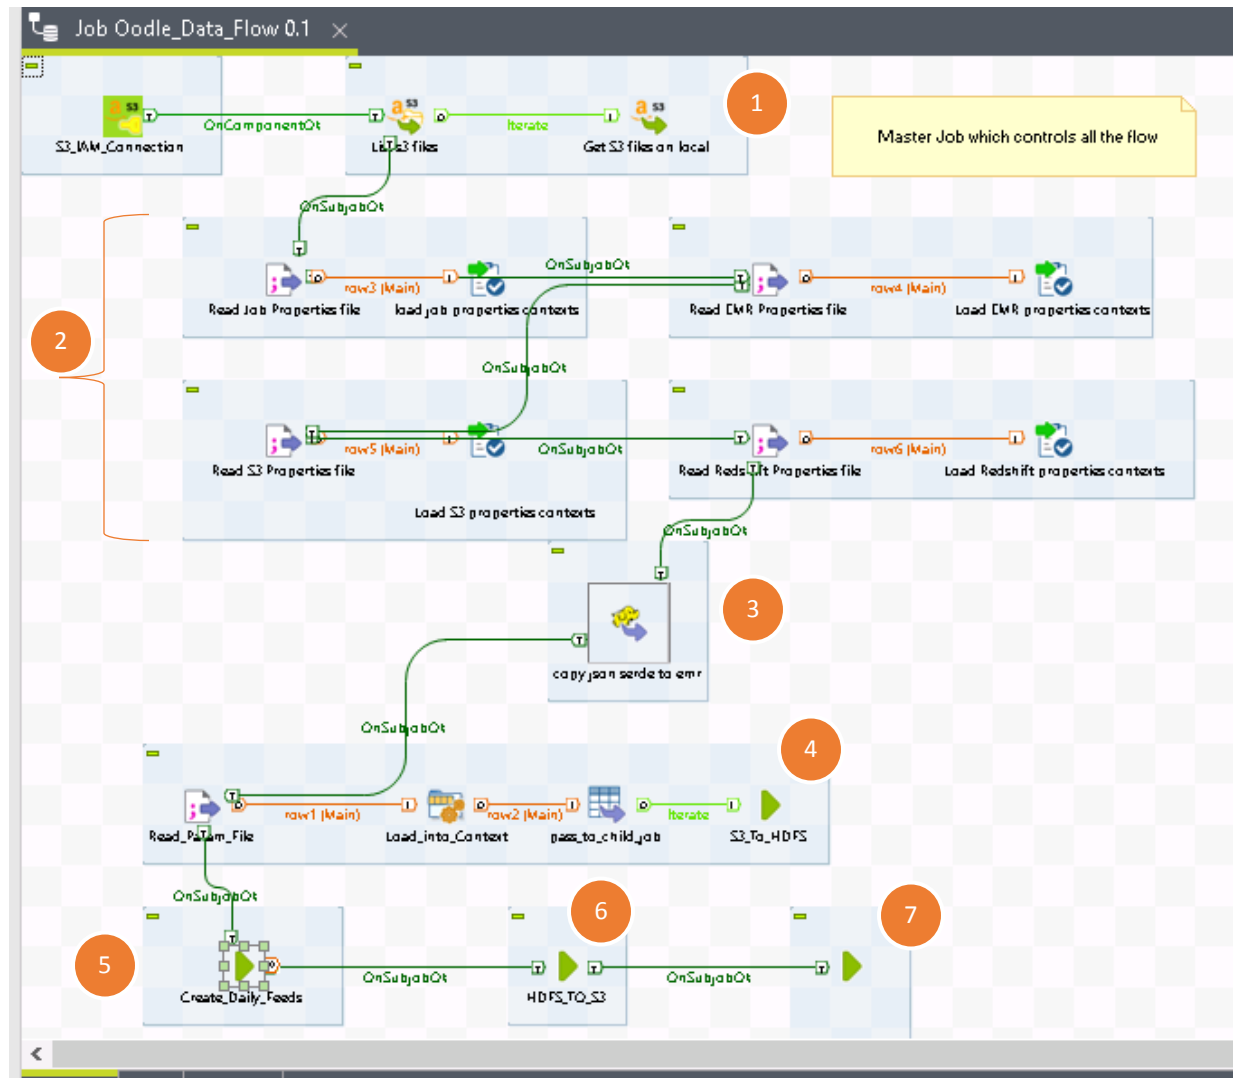 Job Oodle_Data_Flow 0.1
1
Master Job which controls all the flow
OnComponentOk
Iterate
S3_IAM_Connection
List s3 files
Get S3 files on local
OnSubjobOk
2
OnSubjobOk
row3 (Main)
row4 (Main)
Read Job Properties file
load job properties contexts
Read EMR Properties file
Load EMR properties contexts
OnSubjobOk
row5 (Main)
OnSubjobOk
row6 (Main)
Read S3 Properties file
Read Redshift Properties file
Load Redshift properties contexts
Load S3 properties contexts
OnSubjobOk
3
copy json serde to emr
OnSubjobOk
4
row1 (Main)
row2 (Main)
Iterate
Read_Param_File
Load_into_Context
pass_to_child_job
S3_To_HDFS
OnSubjobOk
5
6
7
OnSubjobOk
OnSubjobOk
Create_Daily_Feeds
HDFS_TO_S3